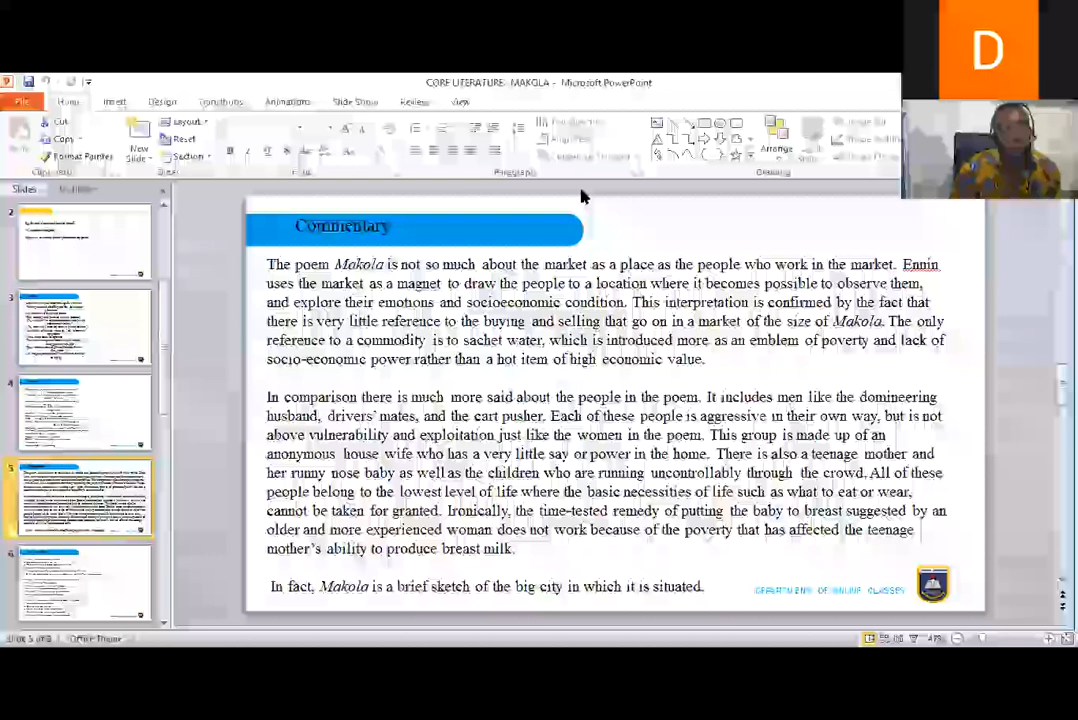 D
CORE LITERATURE- MAKOLA - Microsoft PowerPoint
File Home Insert Design Transitions Animations Slide Show Review View
Cut
Copy
Format Painter
New
Slide
Layout
Reset
Section
Arrange
Paragraph
Drawing
Slides
2
3
4
5
6
Commentary
The poem Makola is not so much about the market as a place as the people who work in the market. Ennin
uses the market as a magnet to draw the people to a location where it becomes possible to observe them,
and explore their emotions and socioeconomic condition. This interpretation is confirmed by the fact that
there is very little reference to the buying and selling that go on in a market of the size of Makola. The only
reference to a commodity is to sachet water, which is introduced more as an emblem of poverty and lack of
socio-economic power rather than a hot item of high economic value.
In comparison there is much more said about the people in the poem. It includes men like the domineering
husband, drivers' mates, and the cart pusher. Each of these people is aggressive in their own way, but is not
above vulnerability and exploitation just like the women in the poem. This group is made up of an
anonymous house wife who has a very little say or power in the home. There is also a teenage mother and
her runny nose baby as well as the children who are running uncontrollably through the crowd. All of these
people belong to the lowest level of life where the basic necessities of life such as what to eat or wear,
cannot be taken for granted. Ironically, the time-tested remedy of putting the baby to breast suggested by an
older and more experienced woman does not work because of the poverty that has affected the teenage
mother's ability to produce breast milk.
In fact, Makola is a brief sketch of the big city in which it is situated.
DEPARTMENT OF ONLINE CLASSES
Office Theme
47%